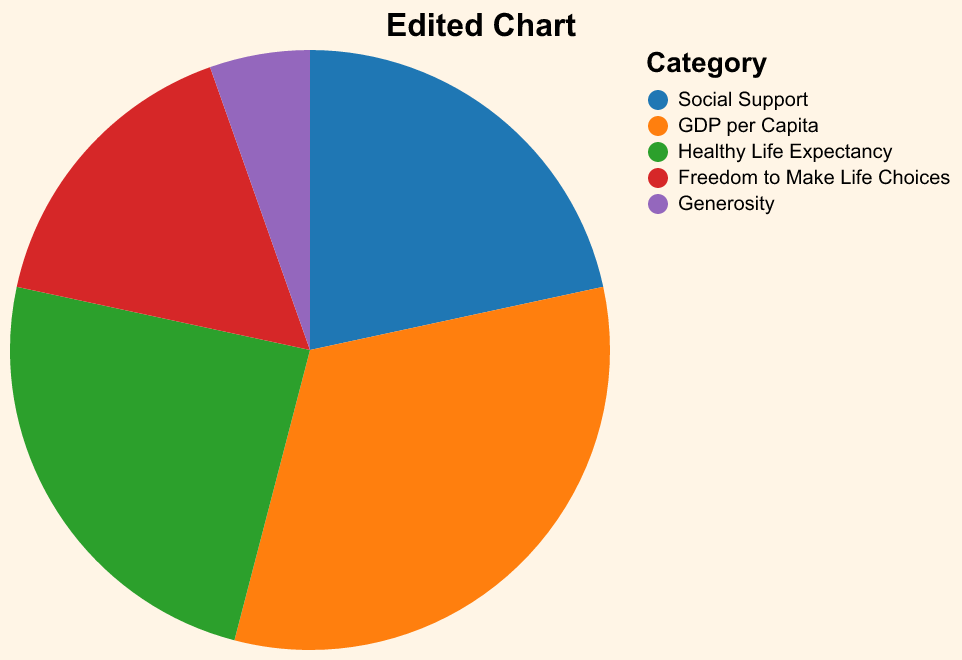 Edited Chart
Category
Social Support
GDP per Capita
Healthy Life Expectancy
Freedom to Make Life Choices
Generosity